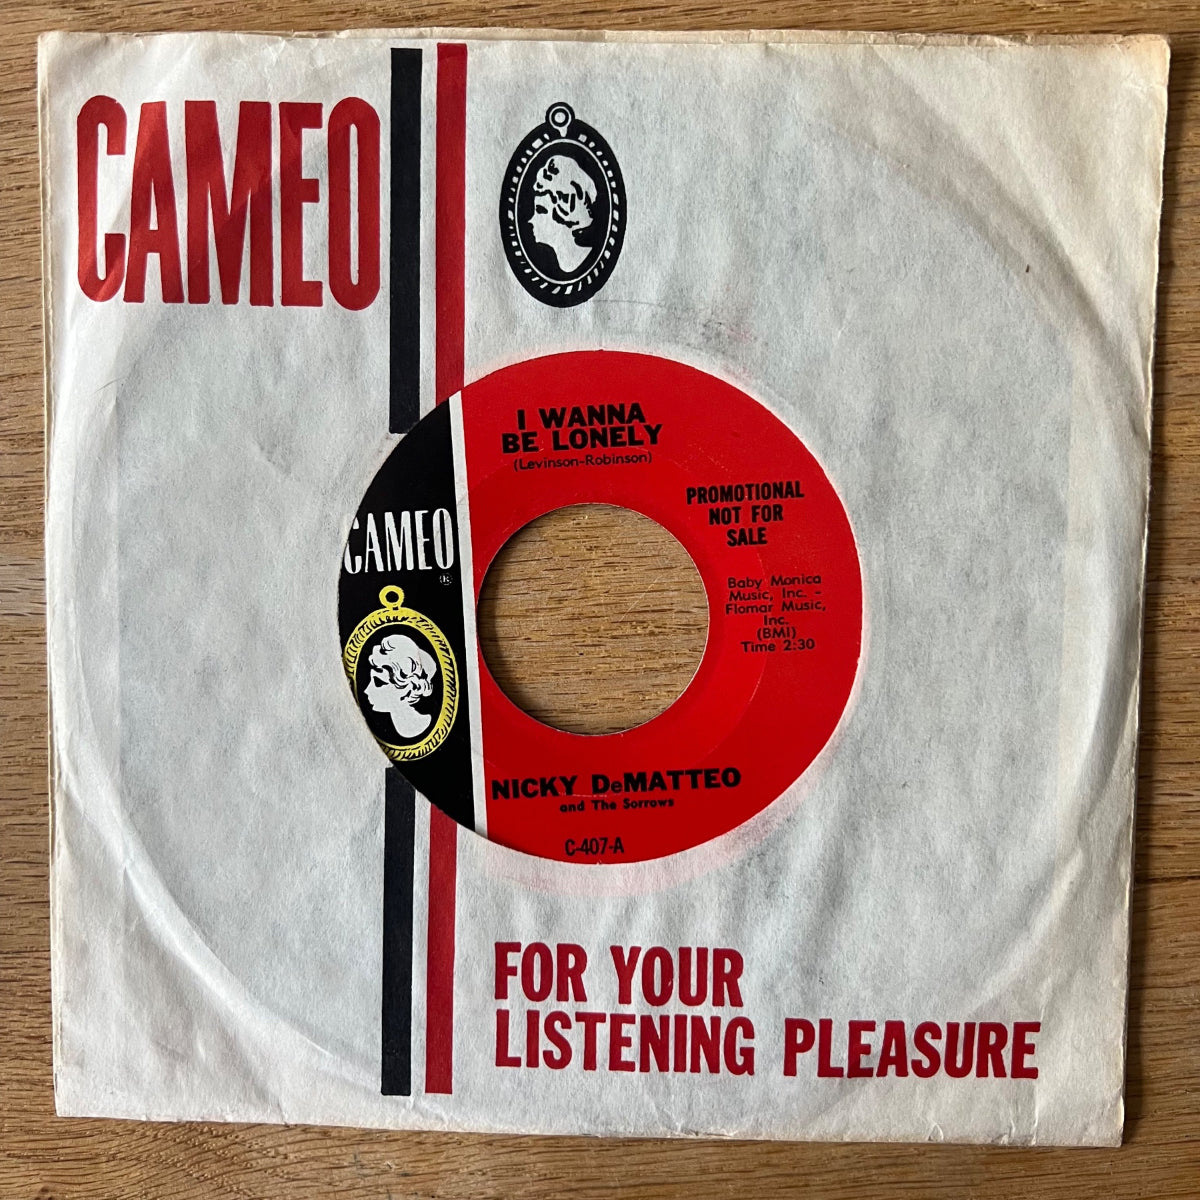 CAMEO
I WANNA
BE LONELY
(Levinson-Robinson)
PROMOTIONAL
NOT FOR
SALE
CAMEO
®
Baby Monica
Music, Inc. -
Flomar Music,
Inc.
(BMI)
Time 2:30
NICKY DeMATTEO
and The Sorrows
C-407-A
FOR YOUR
LISTENING PLEASURE